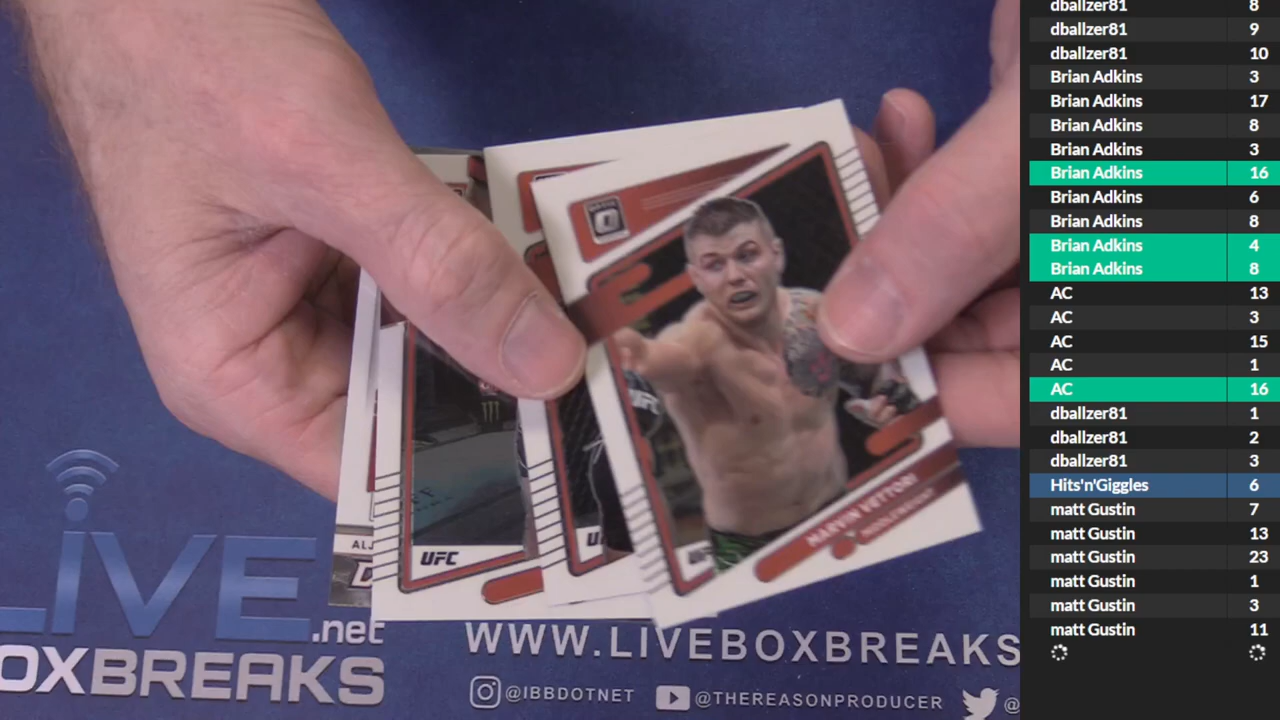 dballzer81 8
dballzer81 9
dballzer81 10
Brian Adkins 3
Brian Adkins 17
Brian Adkins 8
Brian Adkins 3
Brian Adkins 16
Brian Adkins 6
Brian Adkins 8
Brian Adkins 4
Brian Adkins 8
AC 13
AC 3
AC 15
AC 1
AC 16
dballzer81 1
dballzer81 2
dballzer81 3
Hits'n'Giggles 6
matt Gustin 7
matt Gustin 13
matt Gustin 23
matt Gustin 1
matt Gustin 3
matt Gustin 11
MARVIN VETTORI
MIDDLEWEIGHT
UFC
UFC
ALJ
LIVE
.net
OXBREAKS
WWW.LIVEBOXBREAKS
@IBBDOTNET
@THEREASONPRODUCER
@